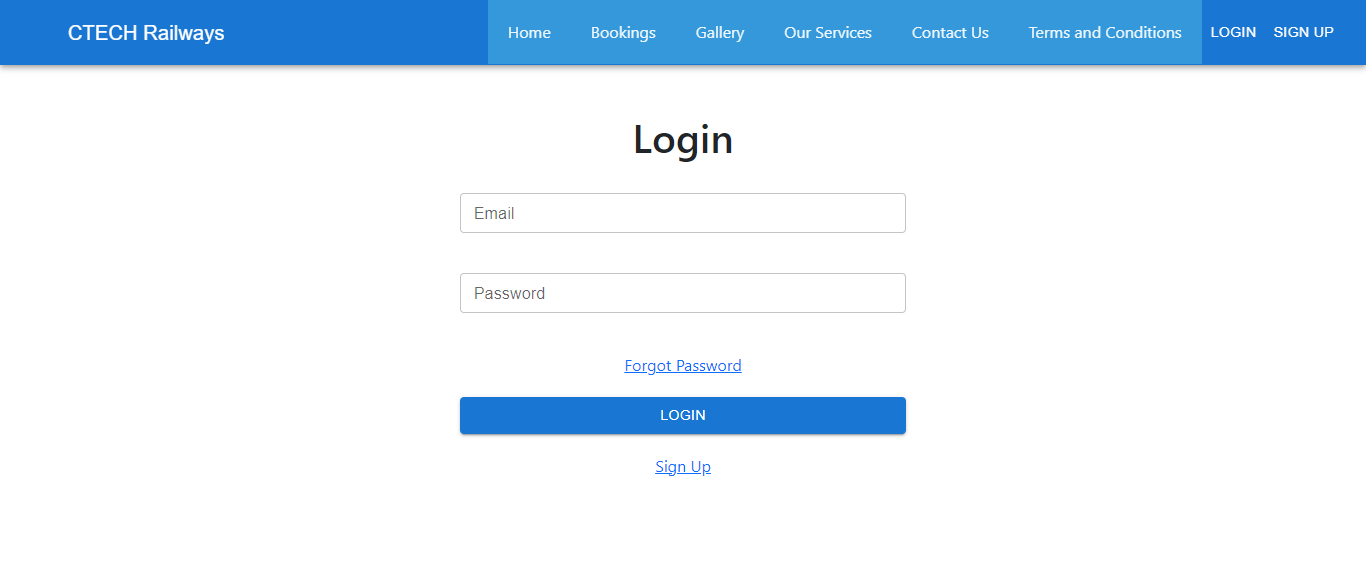 CTECH Railways Home Bookings Gallery Our Services Contact Us Terms and Conditions LOGIN SIGN UP
Login
Email
Password
Forgot Password
LOGIN
Sign Up